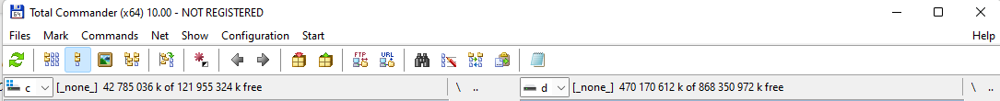 Total Commander (x64) 10.00 - NOT REGISTERED
Files Mark Commands Net Show Configuration Start Help
FTP URL
c [_none_] 42 785 036 k of 121 955 324 k free \ .. d [_none_] 470 170 612 k of 868 350 972 k free \ ..